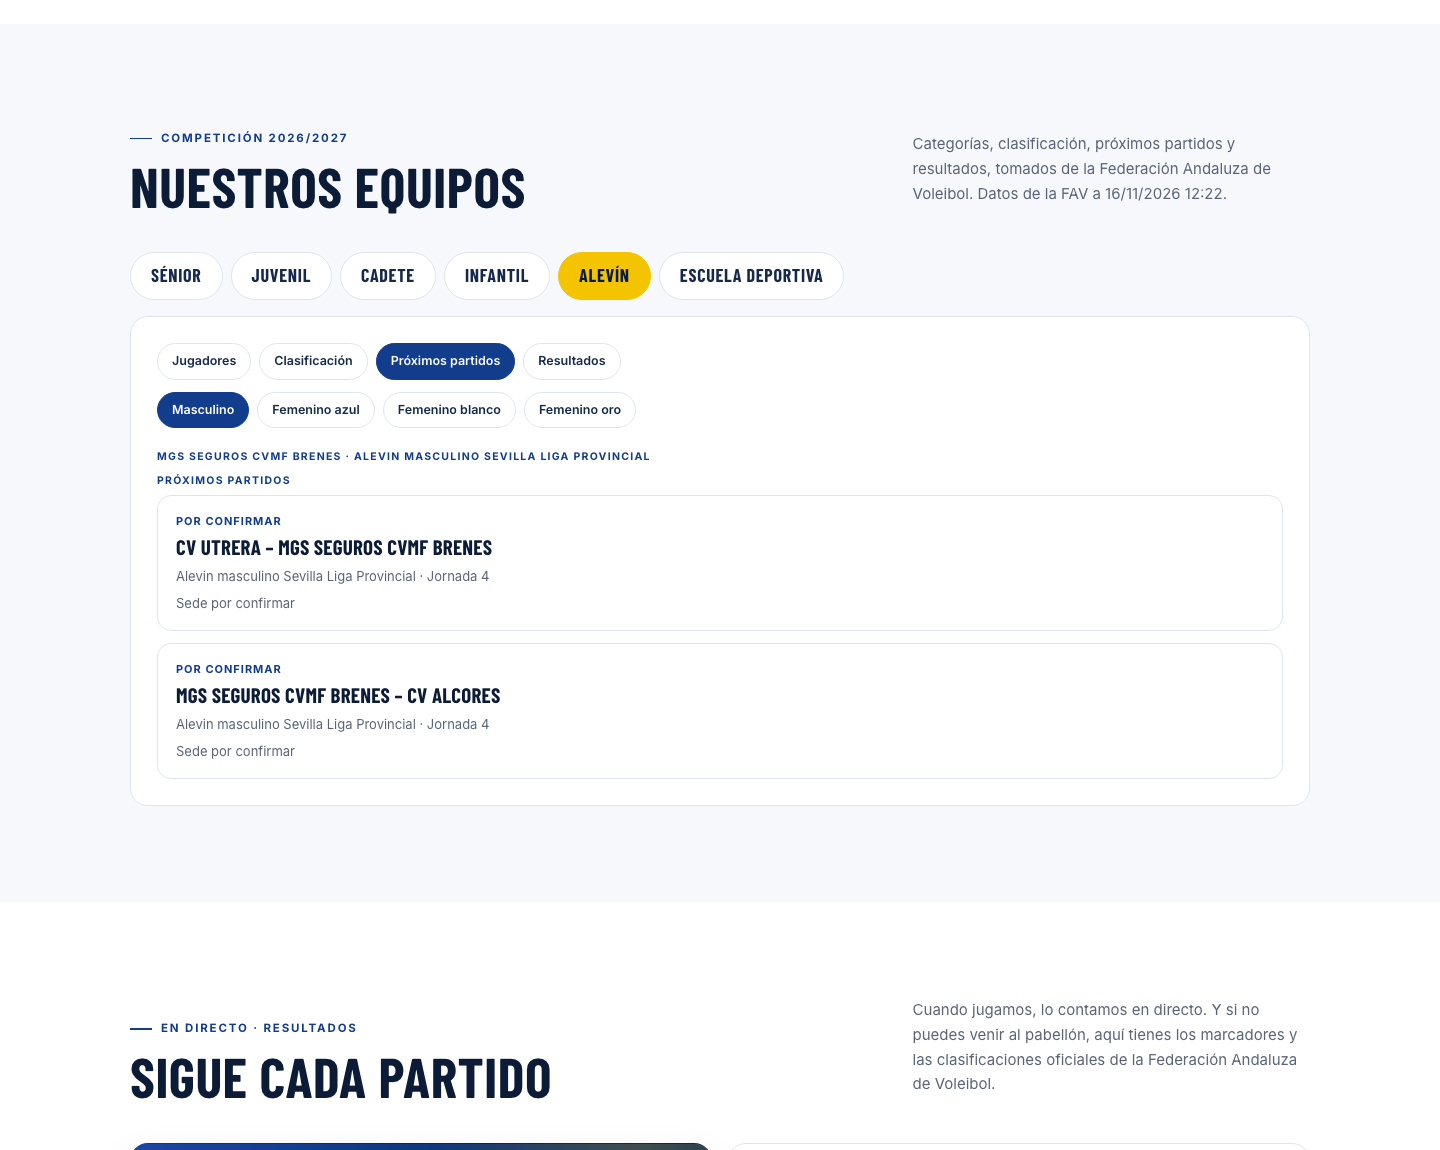 COMPETICIÓN 2026/2027
NUESTROS EQUIPOS
Categorías, clasificación, próximos partidos y
resultados, tomados de la Federación Andaluza de
Voleibol. Datos de la FAV a 16/11/2026 12:22.
SÉNIOR
JUVENIL
CADETE
INFANTIL
ALEVÍN
ESCUELA DEPORTIVA
Jugadores
Clasificación
Próximos partidos
Resultados
Masculino
Femenino azul
Femenino blanco
Femenino oro
MGS SEGUROS CVMF BRENES · ALEVIN MASCULINO SEVILLA LIGA PROVINCIAL
PRÓXIMOS PARTIDOS
POR CONFIRMAR
CV UTRERA – MGS SEGUROS CVMF BRENES
Alevin masculino Sevilla Liga Provincial · Jornada 4
Sede por confirmar
POR CONFIRMAR
MGS SEGUROS CVMF BRENES – CV ALCORES
Alevin masculino Sevilla Liga Provincial · Jornada 4
Sede por confirmar
EN DIRECTO · RESULTADOS
SIGUE CADA PARTIDO
Cuando jugamos, lo contamos en directo. Y si no
puedes venir al pabellón, aquí tienes los marcadores y
las clasificaciones oficiales de la Federación Andaluza
de Voleibol.